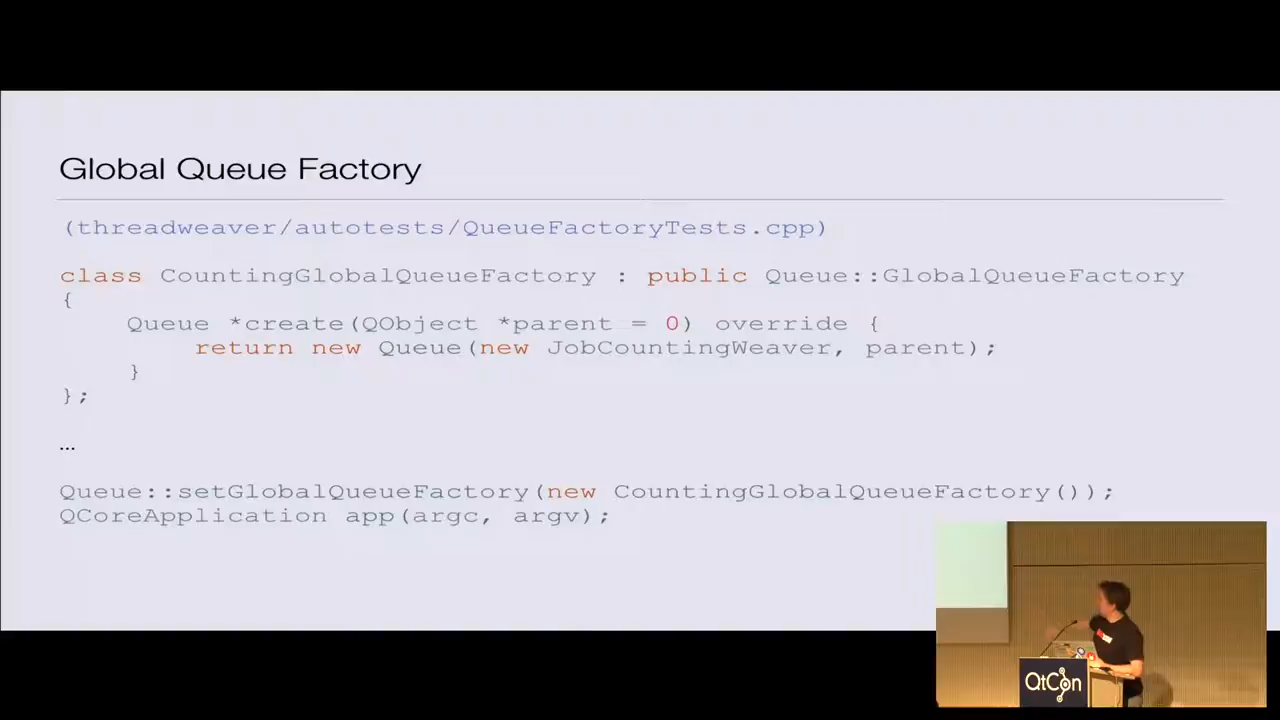 Global Queue Factory
(threadweaver/autotests/QueueFactoryTests.cpp)
class CountingGlobalQueueFactory : public Queue::GlobalQueueFactory
{
Queue *create(QObject *parent = 0) override {
return new Queue(new JobCountingWeaver, parent);
}
};
...
Queue::setGlobalQueueFactory(new CountingGlobalQueueFactory());
QCoreApplication app(argc, argv);
QtCon